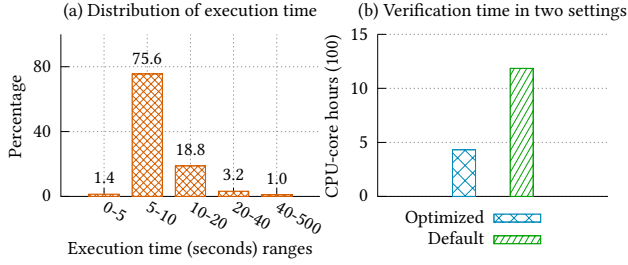 (a) Distribution of execution time
Percentage
80
40
0
1.4
75.6
18.8
3.2
1.0
0-5
5-10
10-20
20-40
40-500
Execution time (seconds) ranges
(b) Verification time in two settings
CPU-core hours (100)
15
10
5
0
Optimized
Default